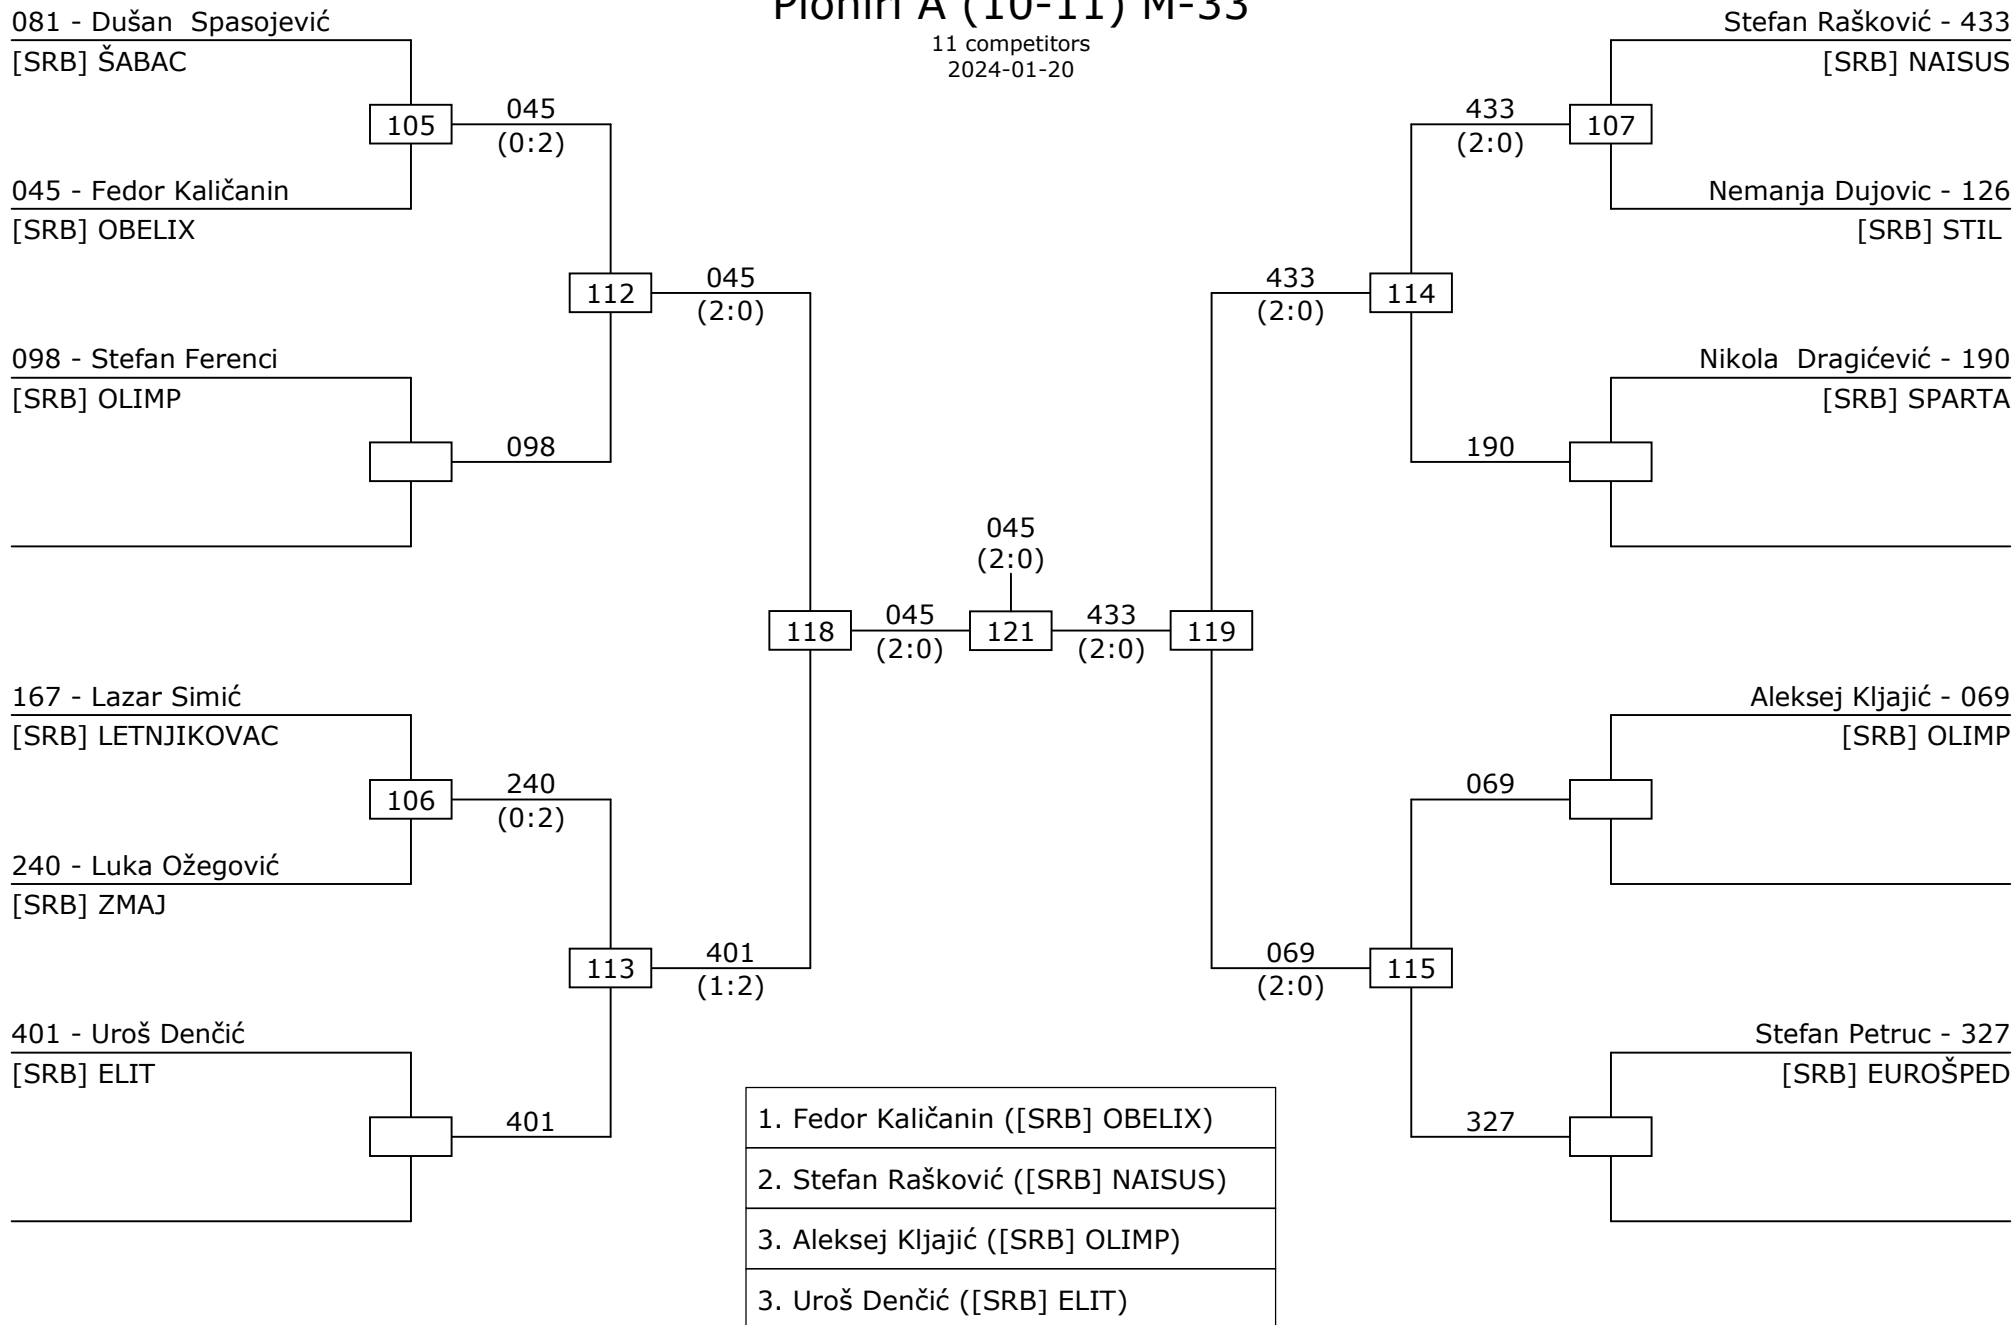 Pioniri A (10-11) M-33
11 competitors
2024-01-20
081 - Dušan  Spasojević
[SRB] ŠABAC
105
045
(0:2)
045 - Fedor Kaličanin
[SRB] OBELIX
112
045
(2:0)
098 - Stefan Ferenci
[SRB] OLIMP
098
167 - Lazar Simić
[SRB] LETNJIKOVAC
106
240
(0:2)
240 - Luka Ožegović
[SRB] ZMAJ
113
401
(1:2)
401 - Uroš Denčić
[SRB] ELIT
401
118
045
(2:0)
045
(2:0)
121
433
(2:0)
119
Stefan Rašković - 433
[SRB] NAISUS
433
(2:0)
107
Nemanja Dujovic - 126
[SRB] STIL
433
(2:0)
114
Nikola  Dragićević - 190
[SRB] SPARTA
190
Aleksej Kljajić - 069
[SRB] OLIMP
069
069
(2:0)
115
Stefan Petruc - 327
[SRB] EUROŠPED
327
1. Fedor Kaličanin ([SRB] OBELIX)
2. Stefan Rašković ([SRB] NAISUS)
3. Aleksej Kljajić ([SRB] OLIMP)
3. Uroš Denčić ([SRB] ELIT)